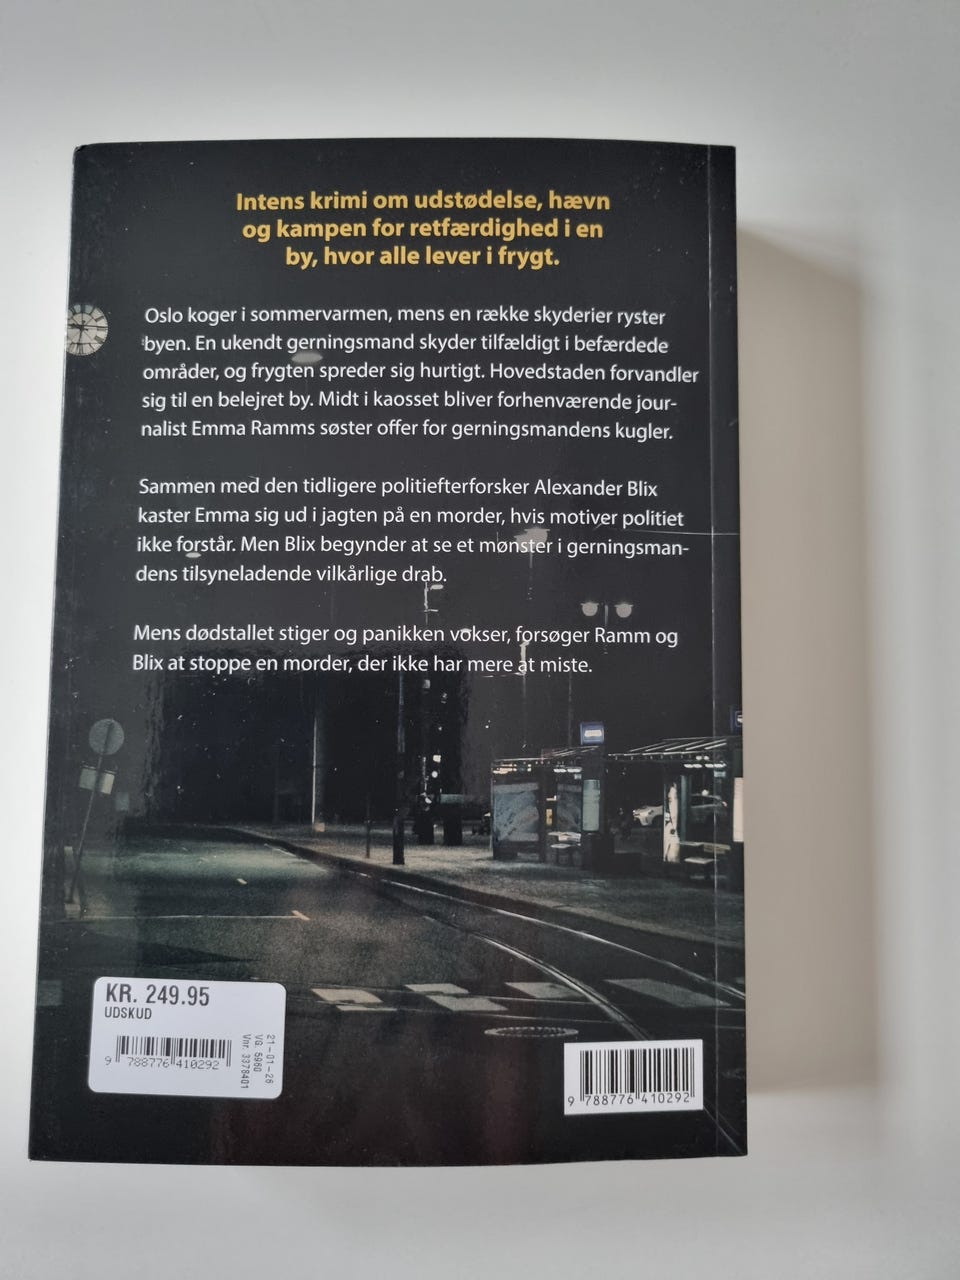 Intens krimi om udstødelse, hævn
og kampen for retfærdighed i en
by, hvor alle lever i frygt.
Oslo koger i sommervarmen, mens en række skyderier ryster
byen. En ukendt gerningsmand skyder tilfældigt i befærdede
områder, og frygten spreder sig hurtigt. Hovedstaden forvandler
sig til en belejret by. Midt i kaosset bliver forhenværende jour-
nalist Emma Ramms søster offer for gerningsmandens kugler.
Sammen med den tidligere politiefterforsker Alexander Blix
kaster Emma sig ud i jagten på en morder, hvis motiver politiet
ikke forstår. Men Blix begynder at se et mønster i gerningsman-
dens tilsyneladende vilkårlige drab.
Mens dødstallet stiger og panikken vokser, forsøger Ramm og
Blix at stoppe en morder, der ikke har mere at miste.
KR. 249.95
UDSKUD
9 788776 410292
21-01-26
VG. 5960
Vnr. 3378401
9 788776 410292